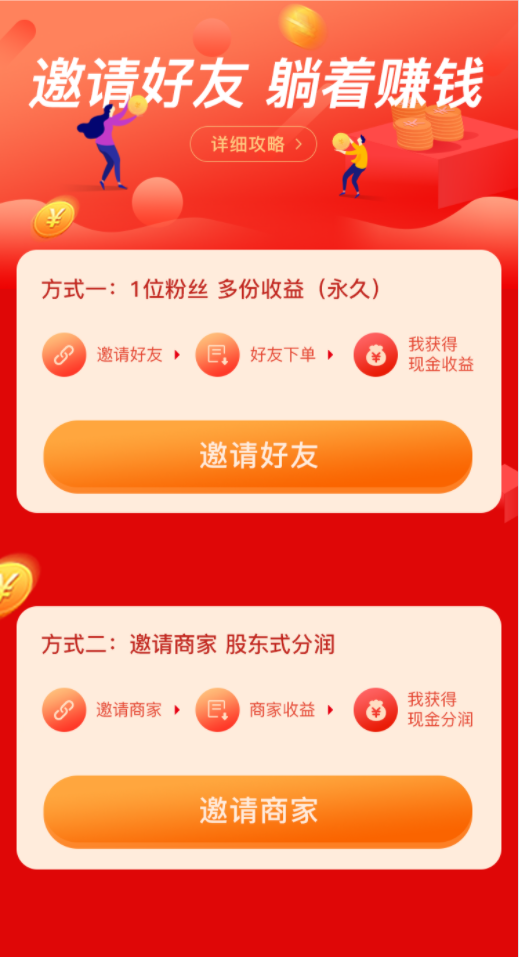 邀请好友 躺着赚钱
详细攻略
方式一：1位粉丝 多份收益（永久）
邀请好友
好友下单
我获得
现金收益
邀请好友
方式二：邀请商家 股东式分润
邀请商家
商家收益
我获得
现金分润
邀请商家